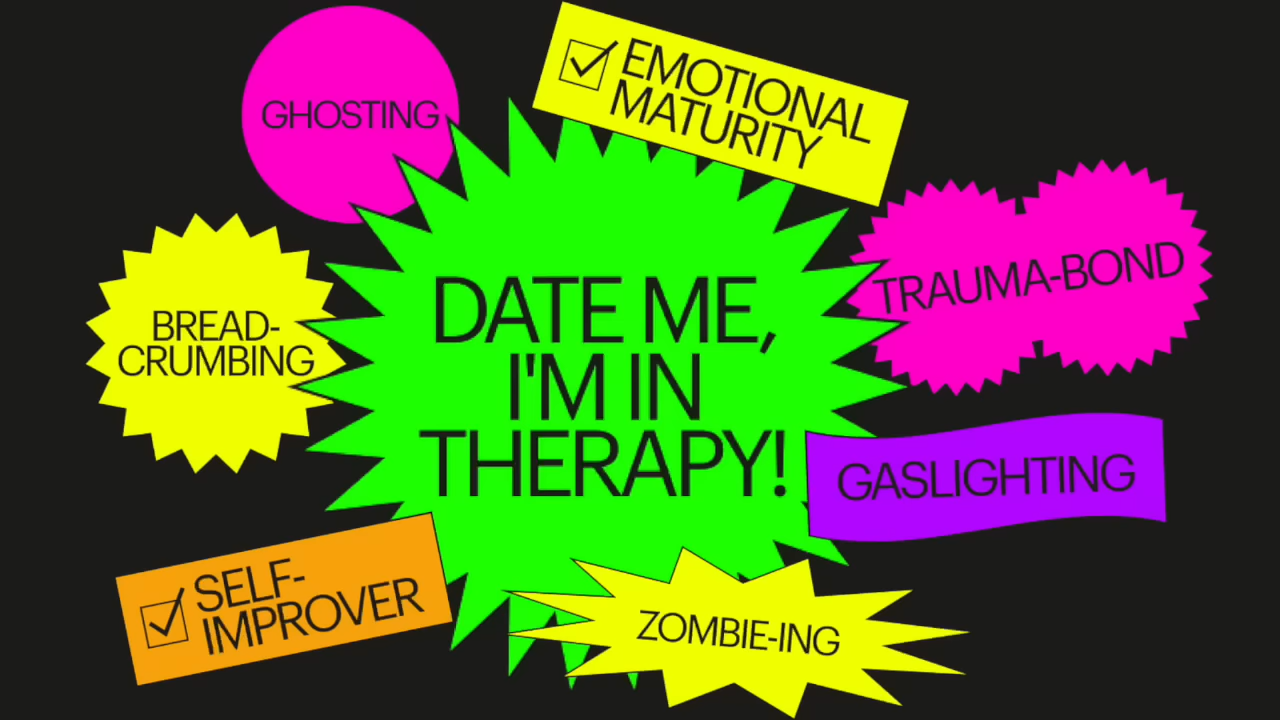 GHOSTING
EMOTIONAL
MATURITY
TRAUMA-BOND
BREAD-
CRUMBING
DATE ME,
I'M IN
THERAPY!
GASLIGHTING
SELF-
IMPROVER
ZOMBIE-ING